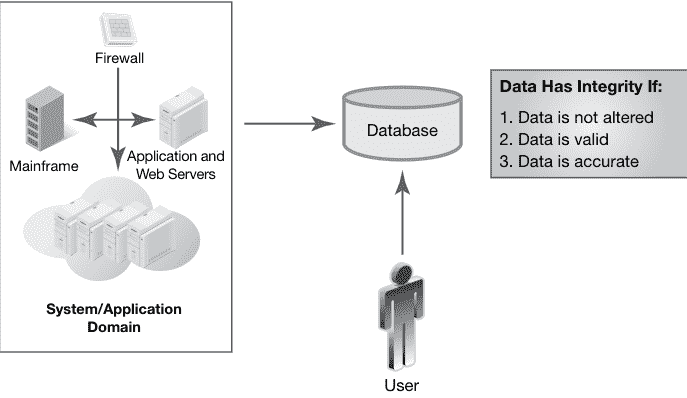 Firewall
Mainframe
Application and
Web Servers
System/Application
Domain
Database
User
Data Has Integrity If:
1. Data is not altered
2. Data is valid
3. Data is accurate